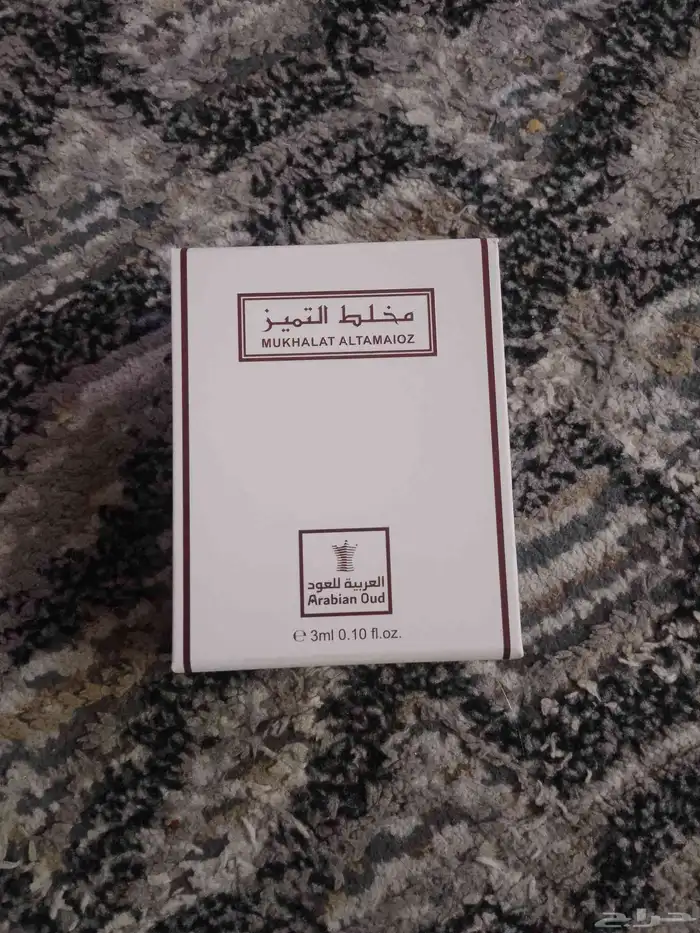 مخلط التميز
MUKHALAT ALTAMAIOZ
العربية للعود
Arabian Oud
℮ 3ml 0.10 fl.oz.
حراج